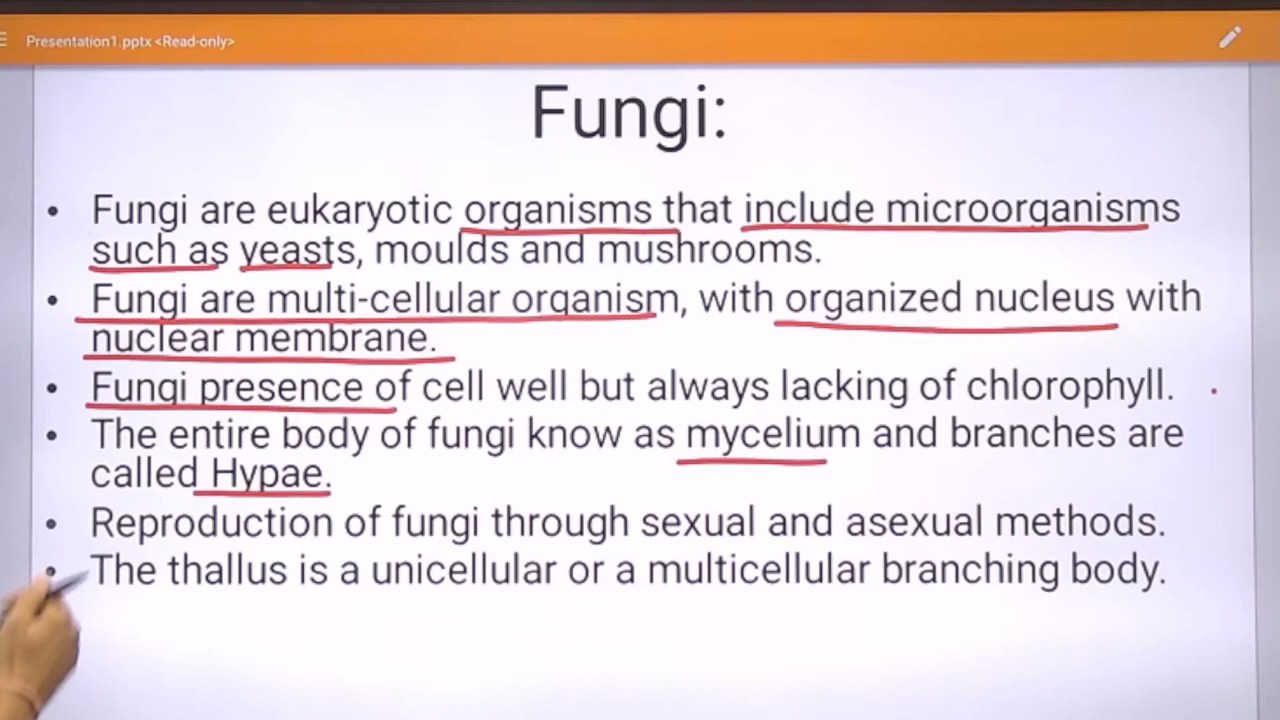 Presentation1.pptx <Read-only>
Fungi:
• Fungi are eukaryotic organisms that include microorganisms
such as yeasts, moulds and mushrooms.
• Fungi are multi-cellular organism, with organized nucleus with
nuclear membrane.
• Fungi presence of cell well but always lacking of chlorophyll.
• The entire body of fungi know as mycelium and branches are
called Hypae.
• Reproduction of fungi through sexual and asexual methods.
• The thallus is a unicellular or a multicellular branching body.